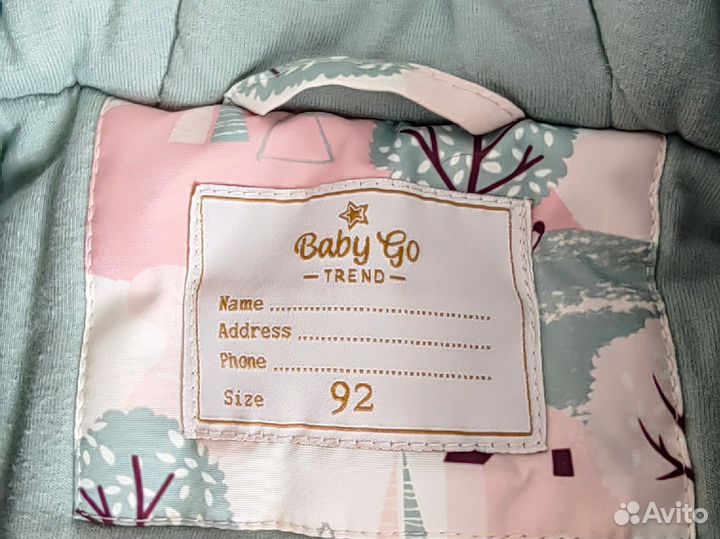 Baby Go
TREND
Name
Address
Phone
Size 92
Avito